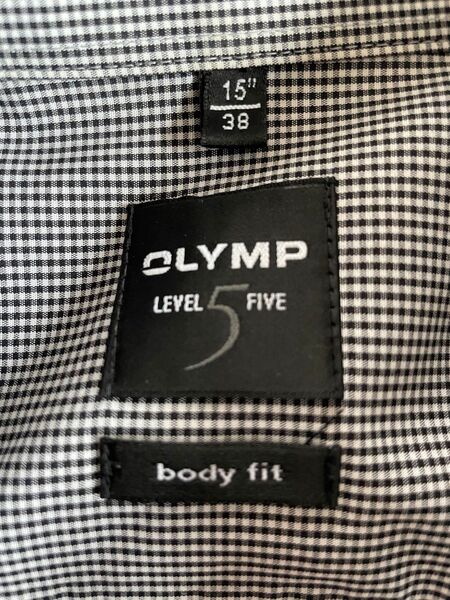 15"
38
OLYMP
LEVEL 5 FIVE
body fit